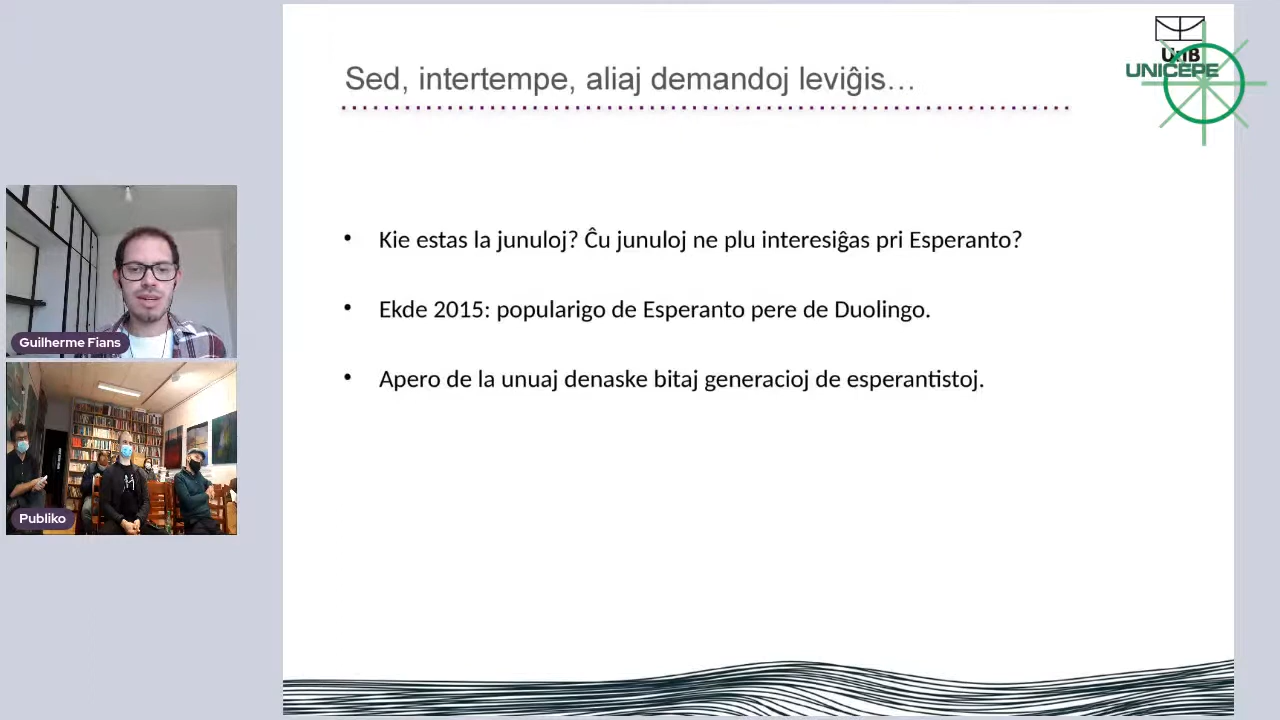 Sed, intertempe, aliaj demandoj leviĝis…
UnB
UNICEPE
• Kie estas la junuloj? Ĉu junuloj ne plu interesiĝas pri Esperanto?
• Ekde 2015: popularigo de Esperanto pere de Duolingo.
• Apero de la unuaj denaske bitaj generacioj de esperantistoj.
Guilherme Fians
Publiko